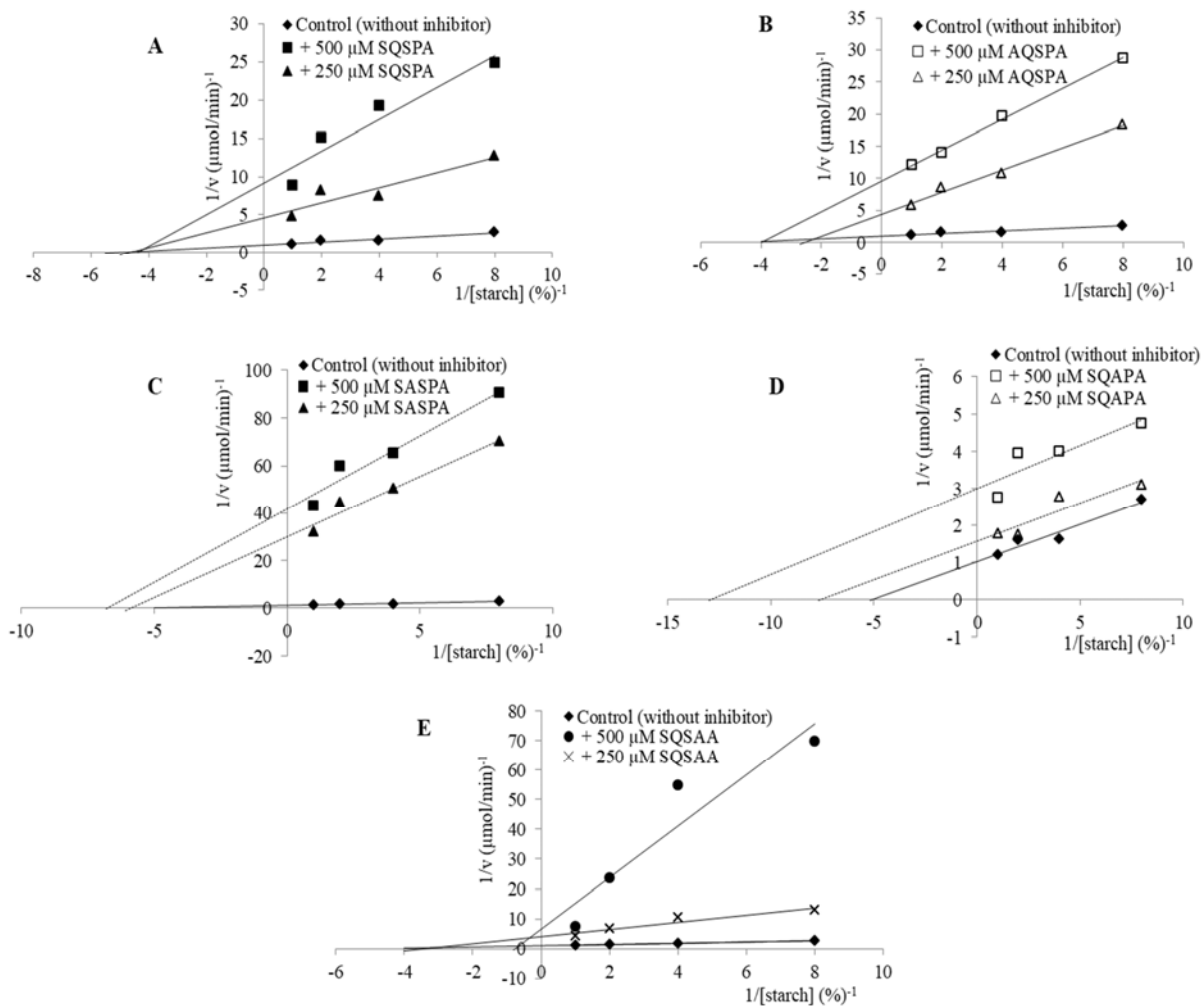 A
Control (without inhibitor)
+ 500 µM SQSPA
+ 250 µM SQSPA
1/v (µmol/min)⁻¹
30
25
20
15
10
5
0
-5
-8 -6 -4 -2 0 2 4 6 8 10
1/[starch] (%)⁻¹
B
Control (without inhibitor)
+ 500 µM AQSPA
+ 250 µM AQSPA
1/v (µmol/min)⁻¹
35
30
25
20
15
10
5
0
-5
-6 -4 -2 0 2 4 6 8 10
1/[starch] (%)⁻¹
C
Control (without inhibitor)
+ 500 µM SASPA
+ 250 µM SASPA
1/v (µmol/min)⁻¹
100
80
60
40
20
0
-20
-10 -5 0 5 10
1/[starch] (%)⁻¹
D
Control (without inhibitor)
+ 500 µM SQAPA
+ 250 µM SQAPA
1/v (µmol/min)⁻¹
6
5
4
3
2
1
0
-1
-15 -10 -5 0 5 10
1/[starch] (%)⁻¹
E
Control (without inhibitor)
+ 500 µM SQSAA
+ 250 µM SQSAA
1/v (µmol/min)⁻¹
80
70
60
50
40
30
20
10
0
-10
-6 -4 -2 0 2 4 6 8 10
1/[starch] (%)⁻¹